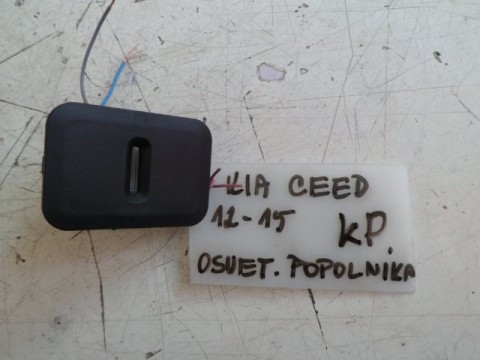 KIA CEED
12-15 KP.
OSVET. POPOLNIKA